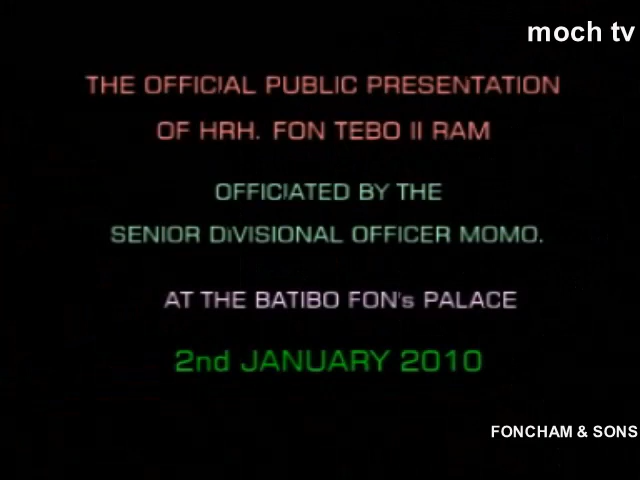 moch tv
THE OFFICIAL PUBLIC PRESENTATION
OF HRH. FON TEBO II RAM
OFFICIATED BY THE
SENIOR DiVISIONAL OFFICER MOMO.
AT THE BATIBO FON's PALACE
2nd JANUARY 2010
FONCHAM & SONS